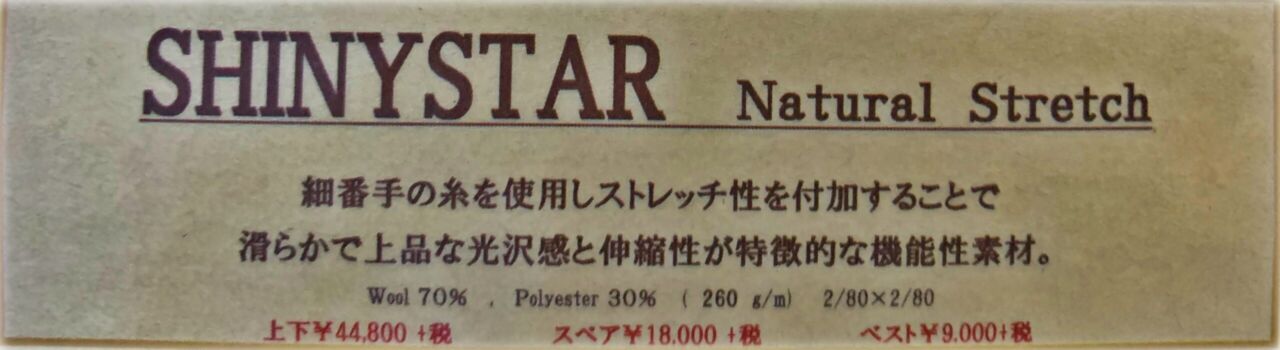 SHINYSTAR Natural Stretch
細番手の糸を使用しストレッチ性を付加することで
滑らかで上品な光沢感と伸縮性が特徴的な機能性素材。
Wool 70% , Polyester 30% ( 260 g/m) 2/80×2/80
上下¥44,800 +税 スペア¥18,000 +税 ベスト¥9,000+税